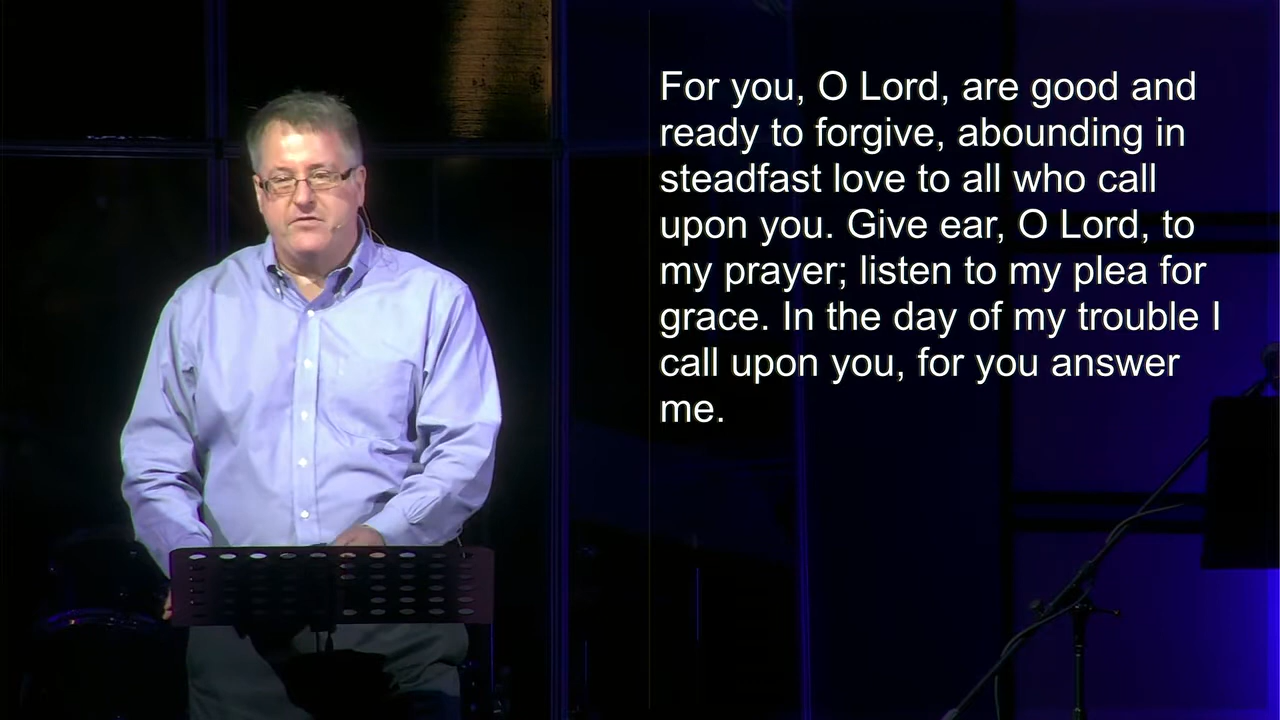 For you, O Lord, are good and
ready to forgive, abounding in
steadfast love to all who call
upon you. Give ear, O Lord, to
my prayer; listen to my plea for
grace. In the day of my trouble I
call upon you, for you answer
me.